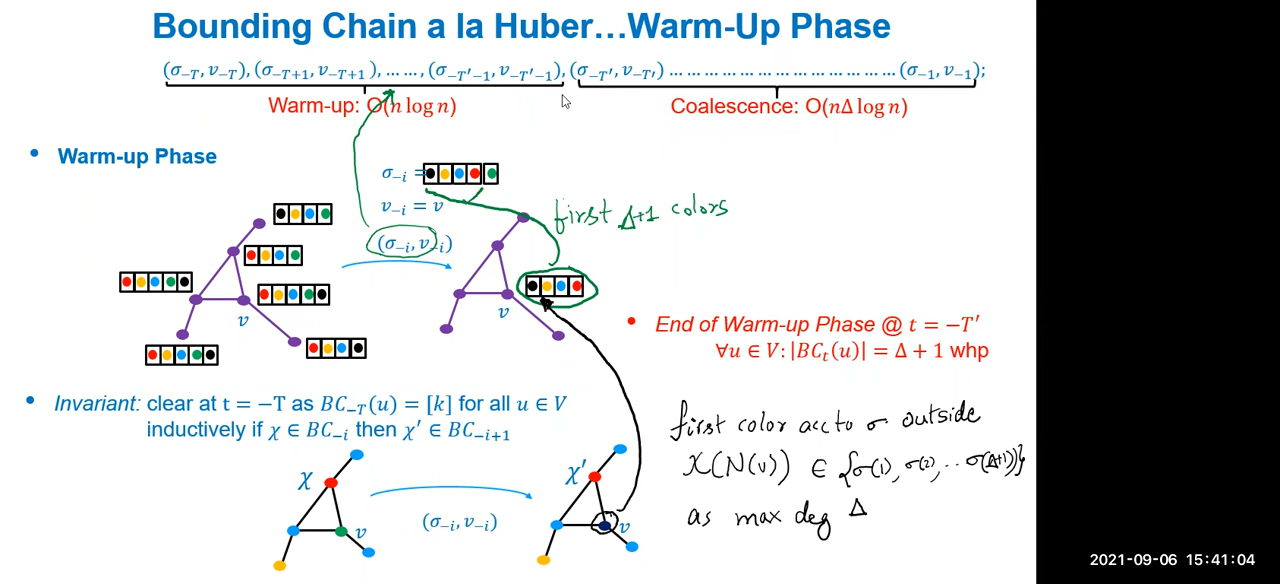 Bounding Chain a la Huber…Warm-Up Phase
(σ₋T, v₋T), (σ₋T+1, v₋T+1), … …, (σ₋T′−1, v₋T′−1), (σ₋T′, v₋T′) … … … … … … … … … … … (σ₋1, v₋1);
Warm-up: O(n log n)
Coalescence: O(nΔ log n)
• Warm-up Phase
σ₋i =
v₋i = v
first Δ+1 colors
(σ₋i, v₋i)
v
v
• End of Warm-up Phase @ t = −T′
∀u ∈ V: |BCt(u)| = Δ + 1 whp
• Invariant: clear at t = −T as BC₋T(u) = [k] for all u ∈ V
inductively if χ ∈ BC₋i then χ′ ∈ BC₋i+1
first color acc to σ outside
χ(N(v)) ∈ {σ(1), σ(2), .. σ(Δ+1)}
as max deg Δ
χ
χ′
(σ₋i, v₋i)
v
v
2021-09-06 15:41:04